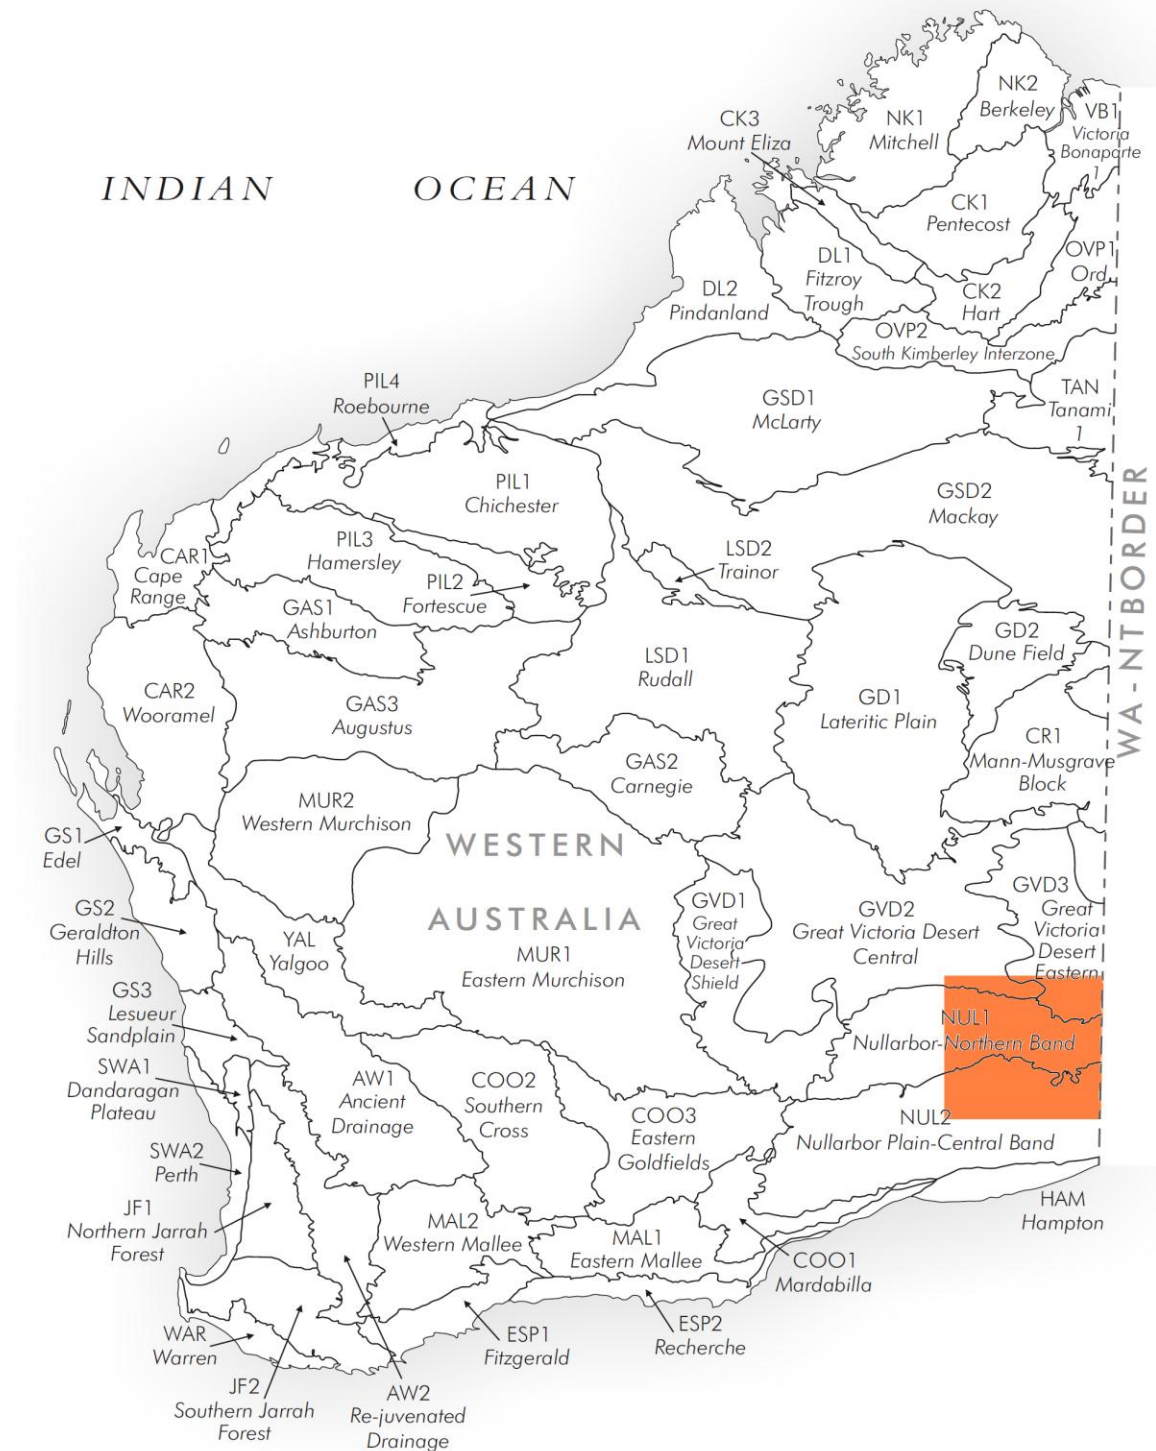 NK2
Berkeley
NK1
Mitchell
VB1
Victoria
Bonaparte
1
CK3
Mount Eliza
INDIAN OCEAN
CK1
Pentecost
DL1
Fitzroy
Trough
OVP1
Ord
DL2
Pindanland
CK2
Hart
OVP2
South Kimberley Interzone
PIL4
Roebourne
GSD1
McLarty
TAN
Tanami
1
PIL1
Chichester
GSD2
Mackay
WA-NTBORDER
CAR1
Cape
Range
PIL3
Hamersley
PIL2
Fortescue
LSD2
Trainor
GAS1
Ashburton
GD2
Dune Field
CAR2
Wooramel
GAS3
Augustus
LSD1
Rudall
GD1
Lateritic Plain
CR1
Mann-Musgrave
Block
GAS2
Carnegie
MUR2
Western Murchison
WESTERN
AUSTRALIA
GS1
Edel
GS2
Geraldton
Hills
YAL
Yalgoo
MUR1
Eastern Murchison
GVD1
Great
Victoria
Desert
Shield
GVD2
Great Victoria Desert
Central
GVD3
Great
Victoria
Desert
Eastern
GS3
Lesueur
Sandplain
NUL1
Nullarbor-Northern Band
SWA1
Dandaragan
Plateau
AW1
Ancient
Drainage
COO2
Southern
Cross
COO3
Eastern
Goldfields
NUL2
Nullarbor Plain-Central Band
SWA2
Perth
JF1
Northern Jarrah
Forest
MAL2
Western Mallee
MAL1
Eastern Mallee
HAM
Hampton
COO1
Mardabilla
WAR
Warren
ESP1
Fitzgerald
ESP2
Recherche
JF2
Southern Jarrah
Forest
AW2
Re-juvenated
Drainage